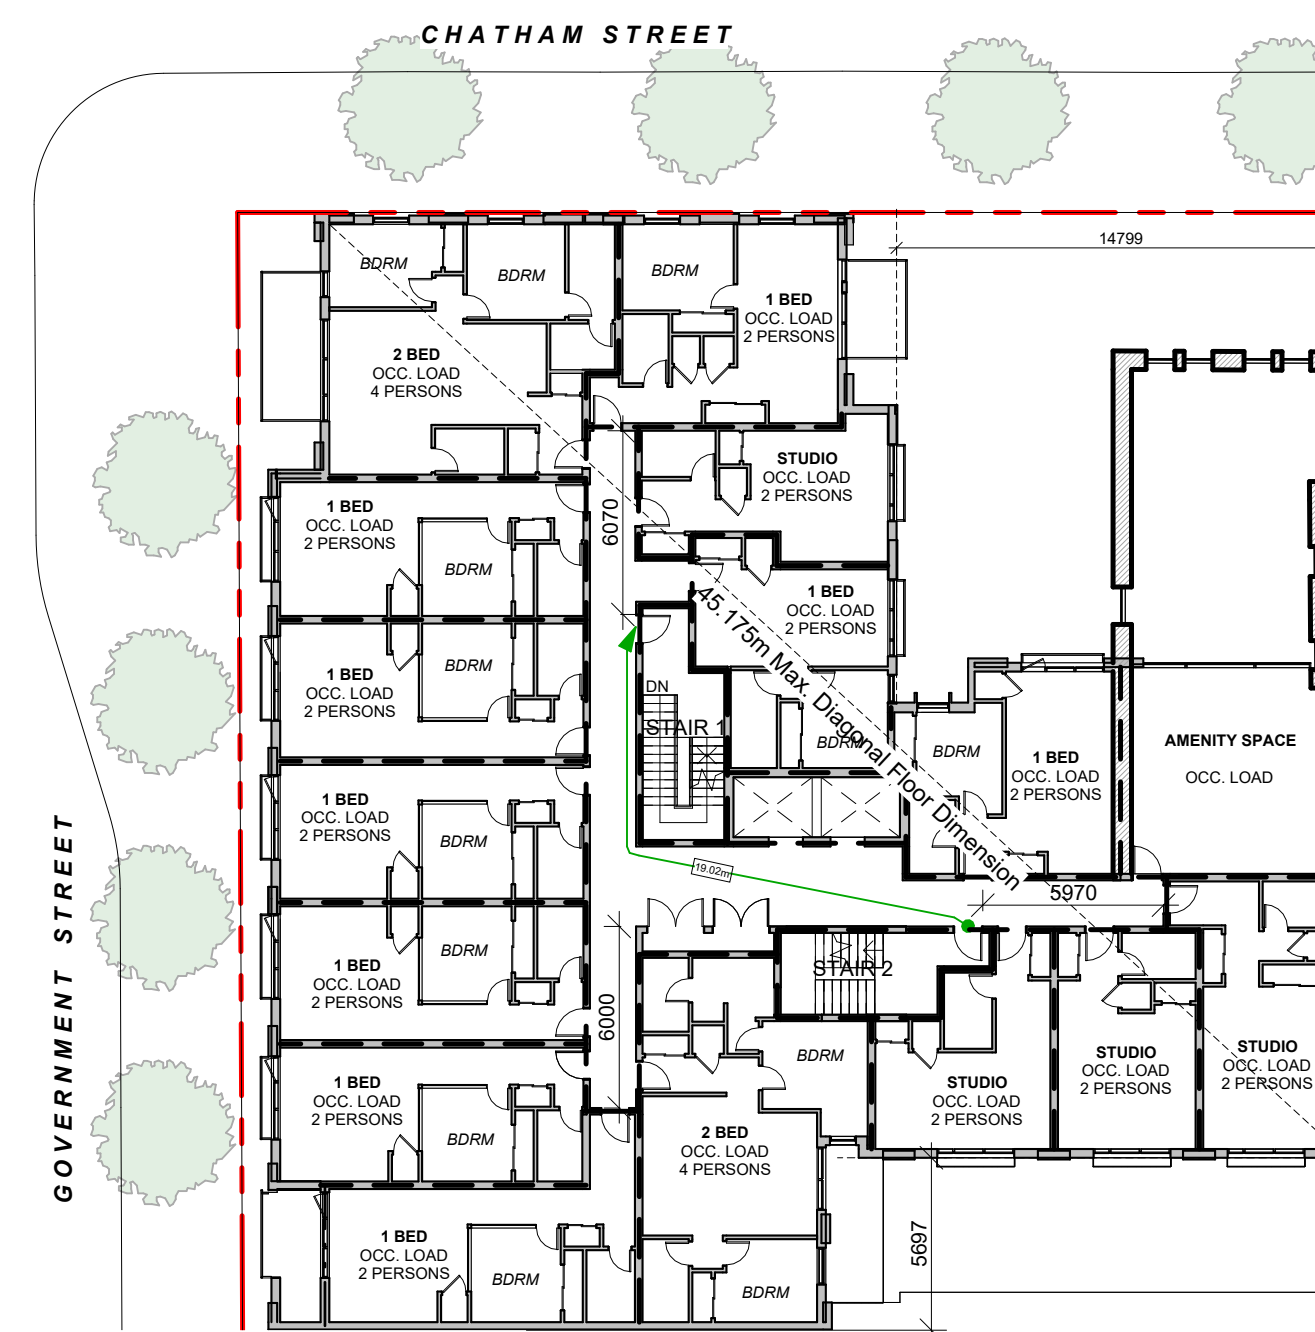 CHATHAM STREET
14799
BDRM
BDRM
BDRM
1 BED
OCC. LOAD
2 PERSONS
2 BED
OCC. LOAD
4 PERSONS
STUDIO
OCC. LOAD
2 PERSONS
1 BED
OCC. LOAD
2 PERSONS
6070
BDRM
1 BED
OCC. LOAD
2 PERSONS
45.175m Max. Diagonal Floor Dimension
1 BED
OCC. LOAD
2 PERSONS
BDRM
DN
STAIR 1
BDRM
BDRM
1 BED
OCC. LOAD
2 PERSONS
AMENITY SPACE
OCC. LOAD
1 BED
OCC. LOAD
2 PERSONS
BDRM
19.02m
5970
GOVERNMENT STREET
1 BED
OCC. LOAD
2 PERSONS
BDRM
STAIR 2
6000
BDRM
STUDIO
OCC. LOAD
2 PERSONS
STUDIO
OCC. LOAD
2 PERSONS
STUDIO
OCC. LOAD
2 PERSONS
1 BED
OCC. LOAD
2 PERSONS
BDRM
2 BED
OCC. LOAD
4 PERSONS
1 BED
OCC. LOAD
2 PERSONS
BDRM
BDRM
5697